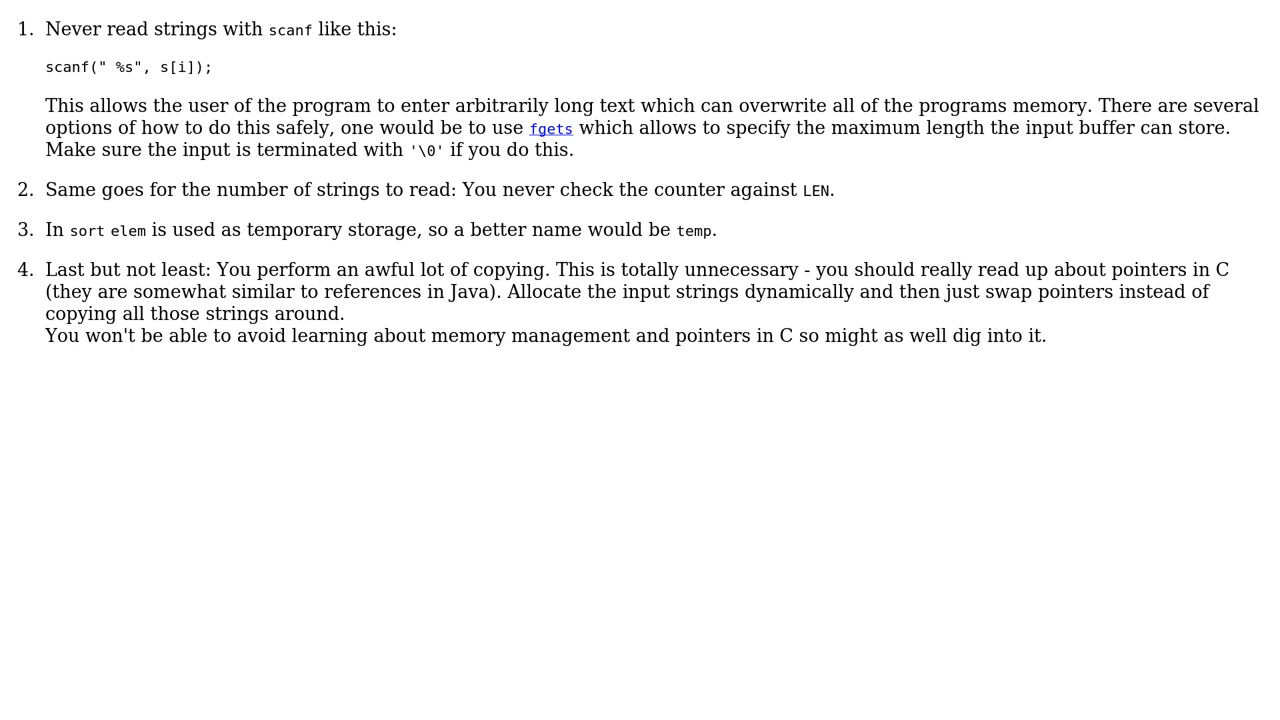 1. Never read strings with scanf like this:
scanf(" %s", s[i]);
This allows the user of the program to enter arbitrarily long text which can overwrite all of the programs memory. There are several
options of how to do this safely, one would be to use fgets which allows to specify the maximum length the input buffer can store.
Make sure the input is terminated with '\0' if you do this.
2. Same goes for the number of strings to read: You never check the counter against LEN.
3. In sort elem is used as temporary storage, so a better name would be temp.
4. Last but not least: You perform an awful lot of copying. This is totally unnecessary - you should really read up about pointers in C
(they are somewhat similar to references in Java). Allocate the input strings dynamically and then just swap pointers instead of
copying all those strings around.
You won't be able to avoid learning about memory management and pointers in C so might as well dig into it.